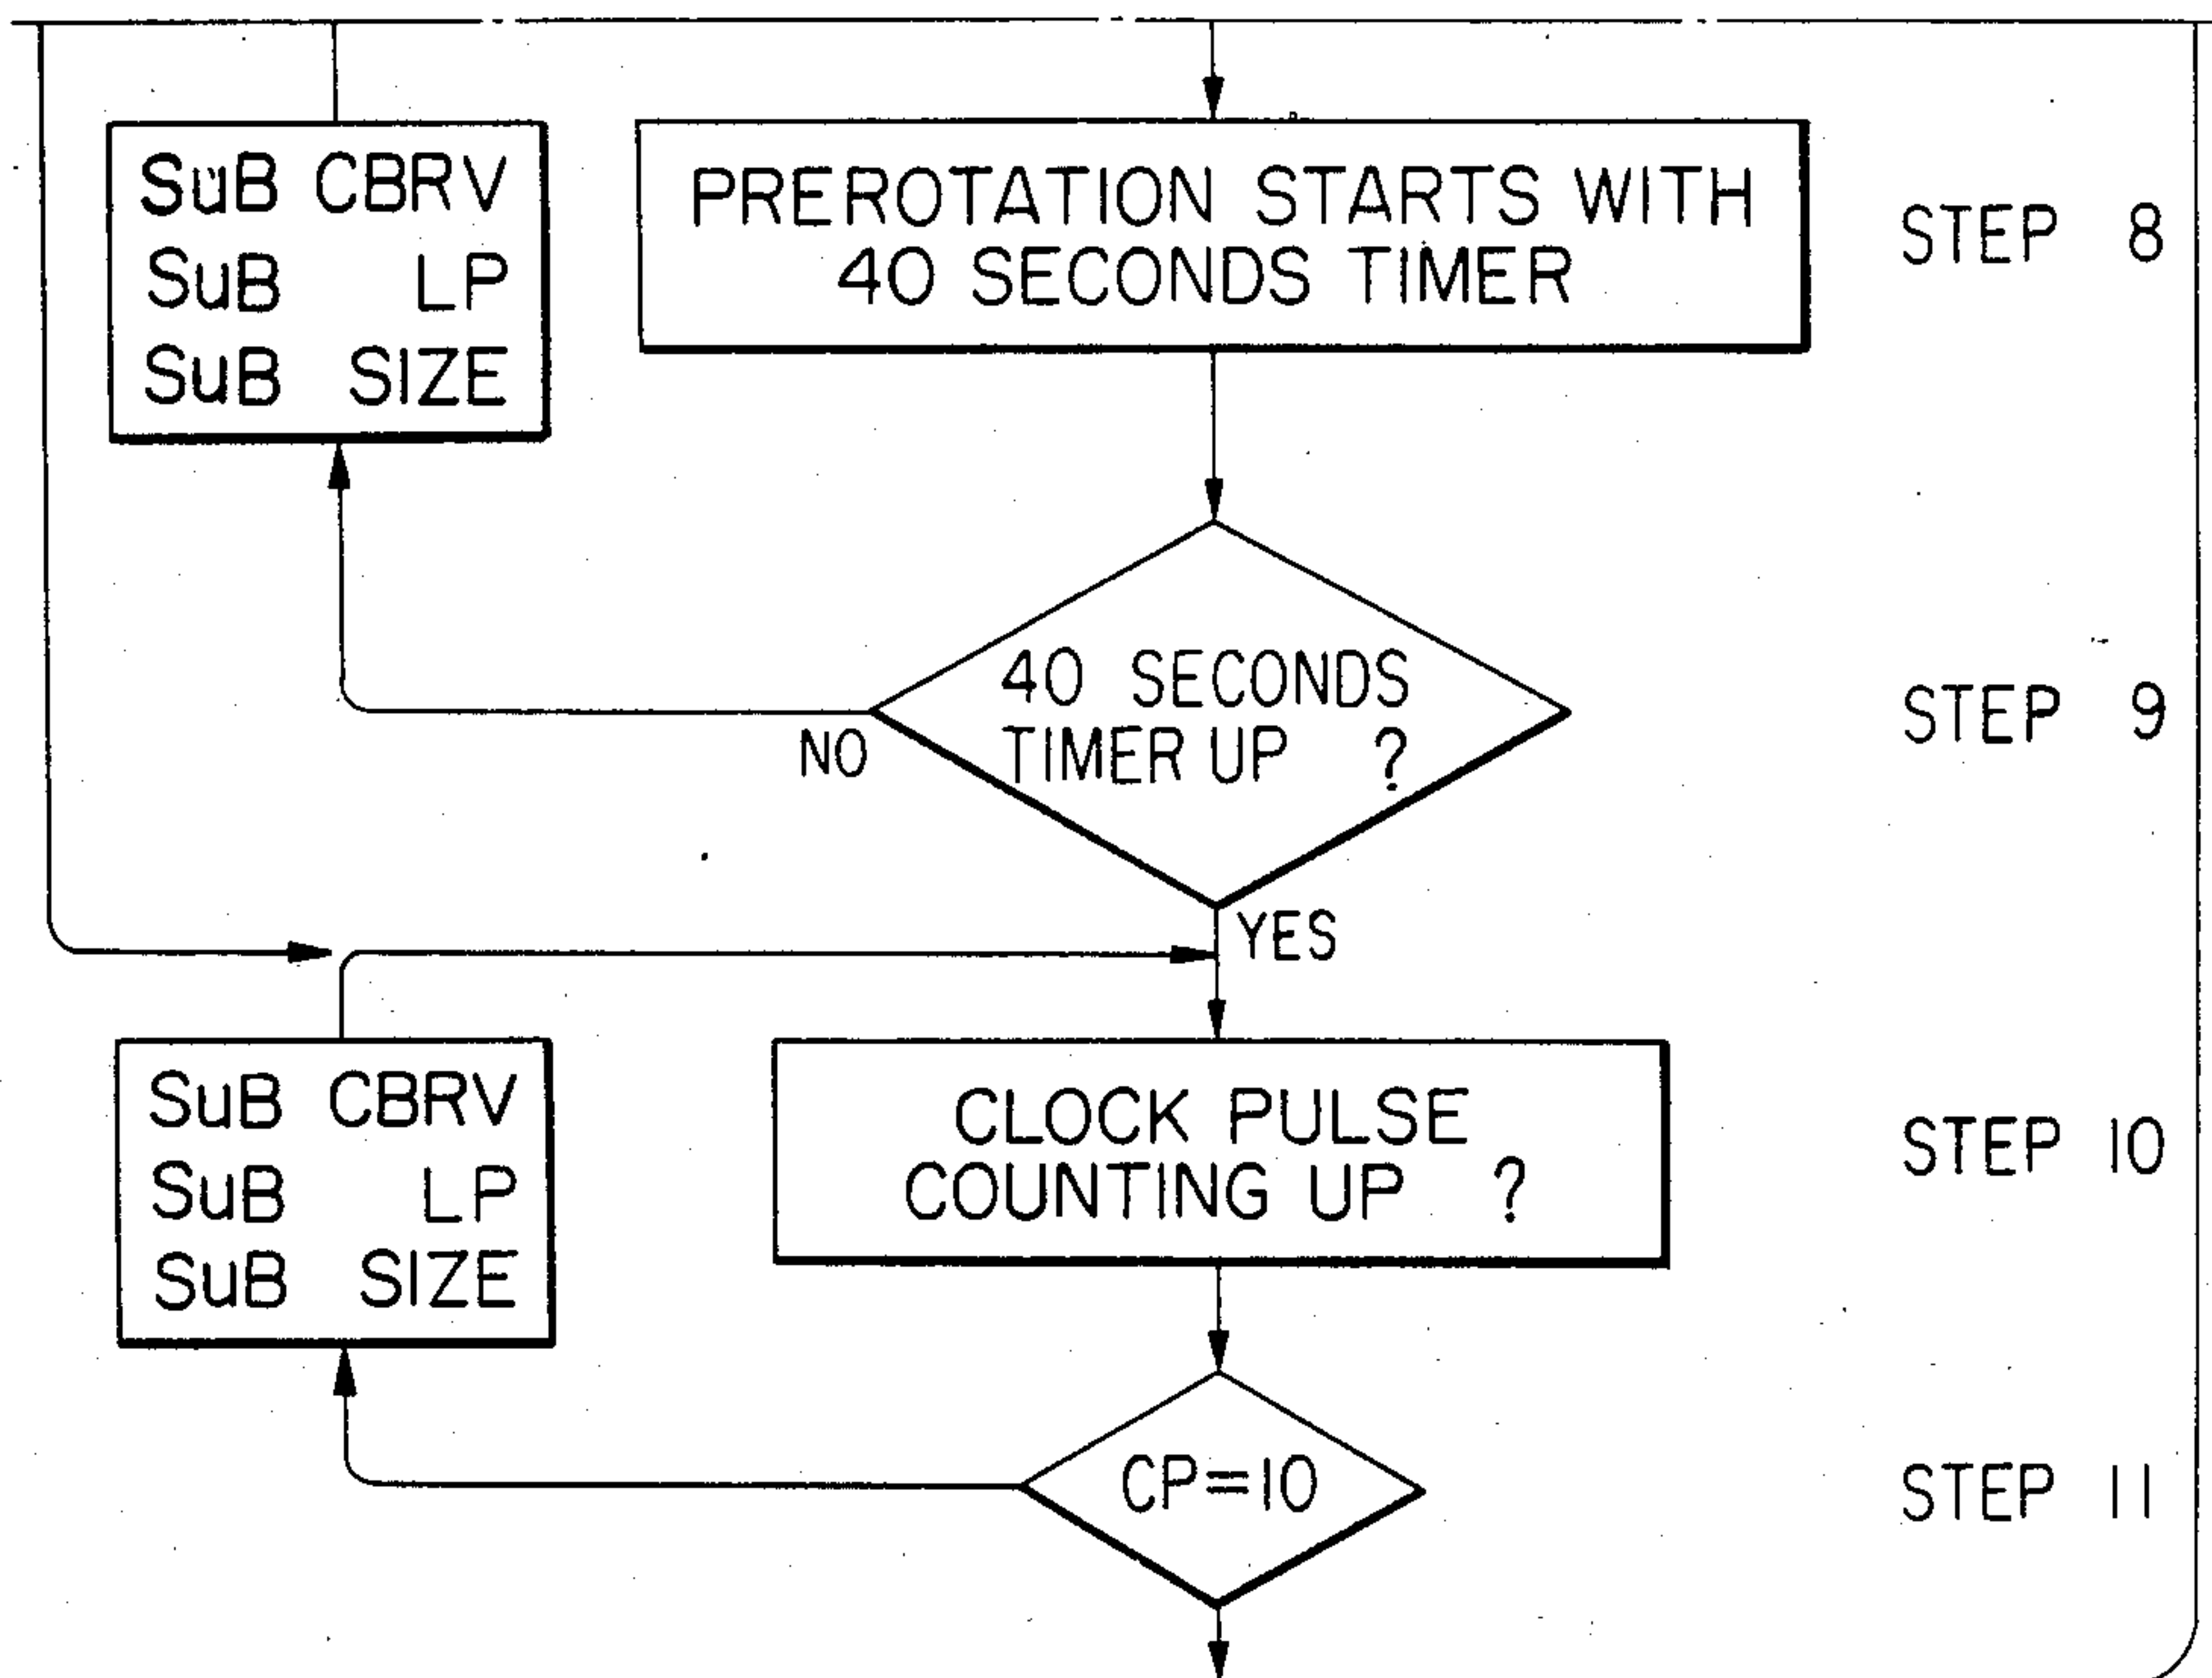 SuB CBRV
SuB LP
SuB SIZE
PREROTATION STARTS WITH
40 SECONDS TIMER
STEP 8
40 SECONDS
TIMER UP ?
NO
STEP 9
YES
SuB CBRV
SuB LP
SuB SIZE
CLOCK PULSE
COUNTING UP ?
STEP 10
CP=10
STEP 11